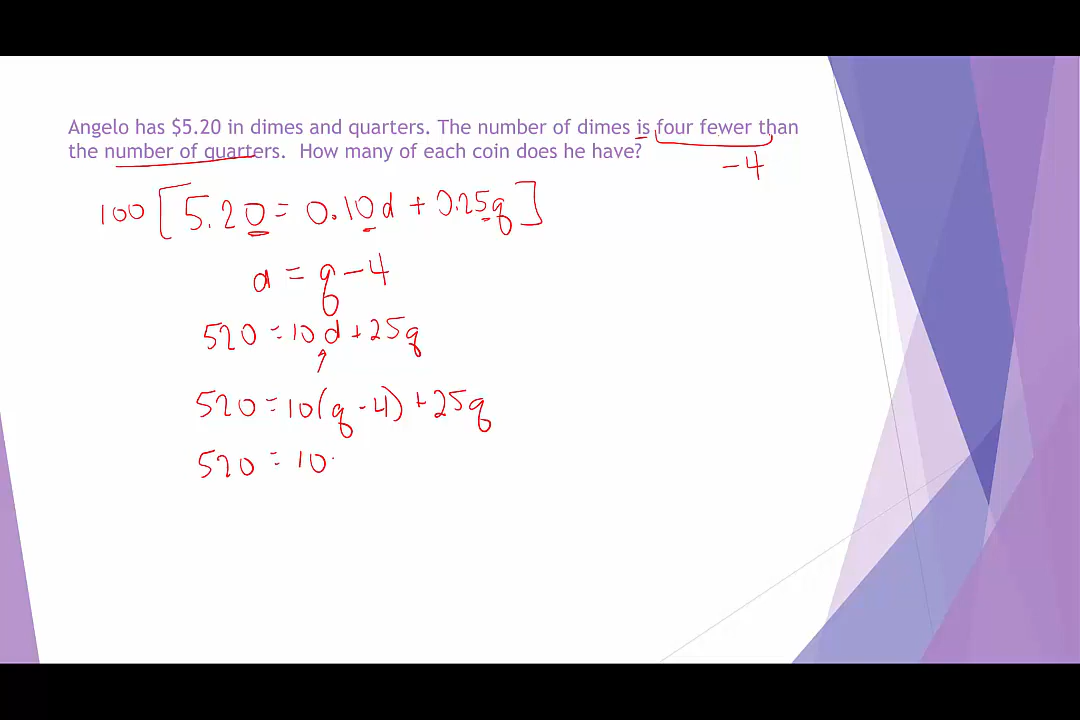 Angelo has $5.20 in dimes and quarters. The number of dimes is four fewer than
the number of quarters. How many of each coin does he have?
-4
100 [5.20 = 0.10d + 0.25q]
d = q - 4
520 = 10d + 25q
520 = 10(q - 4) + 25q
520 = 10